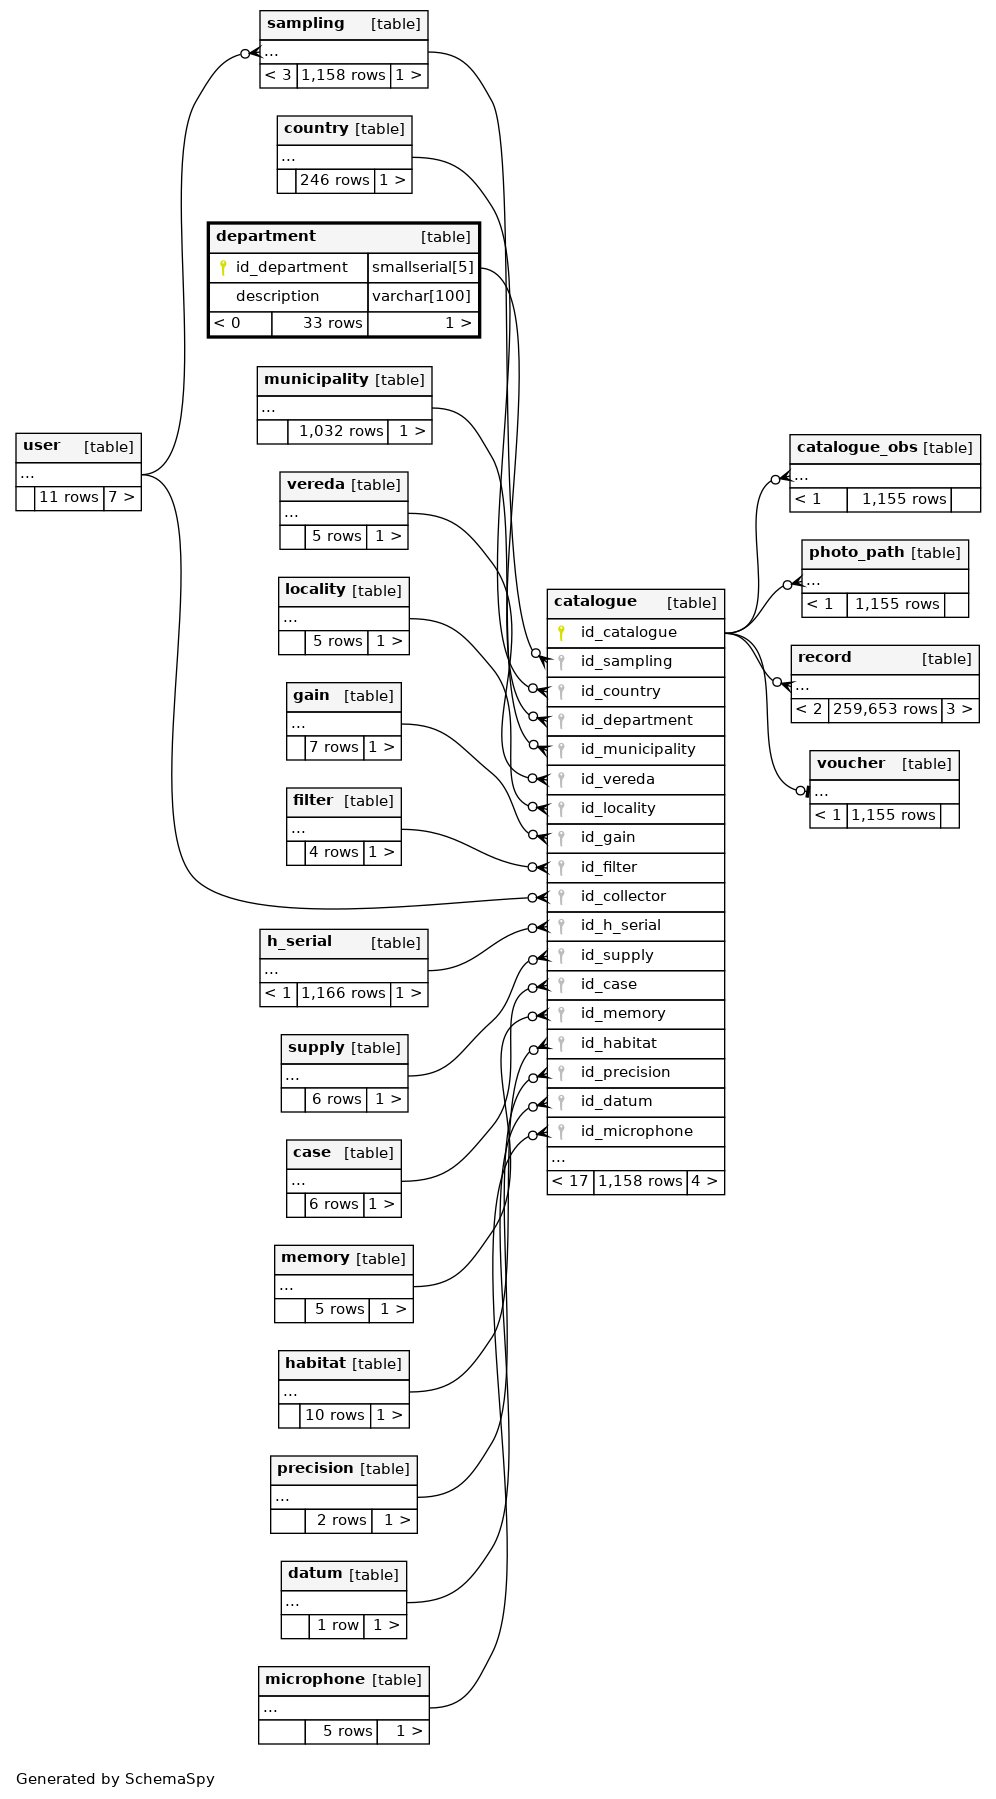 sampling [table]
...
< 3 1,158 rows 1 >
country [table]
...
246 rows 1 >
department [table]
id_department smallserial[5]
description varchar[100]
< 0 33 rows 1 >
municipality [table]
...
1,032 rows 1 >
user [table]
...
11 rows 7 >
vereda [table]
...
5 rows 1 >
locality [table]
...
5 rows 1 >
gain [table]
...
7 rows 1 >
filter [table]
...
4 rows 1 >
h_serial [table]
...
< 1 1,166 rows 1 >
supply [table]
...
6 rows 1 >
case [table]
...
6 rows 1 >
memory [table]
...
5 rows 1 >
habitat [table]
...
10 rows 1 >
precision [table]
...
2 rows 1 >
datum [table]
...
1 row 1 >
microphone [table]
...
5 rows 1 >
catalogue [table]
id_catalogue
id_sampling
id_country
id_department
id_municipality
id_vereda
id_locality
id_gain
id_filter
id_collector
id_h_serial
id_supply
id_case
id_memory
id_habitat
id_precision
id_datum
id_microphone
...
< 17 1,158 rows 4 >
catalogue_obs [table]
...
< 1 1,155 rows
photo_path [table]
...
< 1 1,155 rows
record [table]
...
< 2 259,653 rows 3 >
voucher [table]
...
< 1 1,155 rows
Generated by SchemaSpy